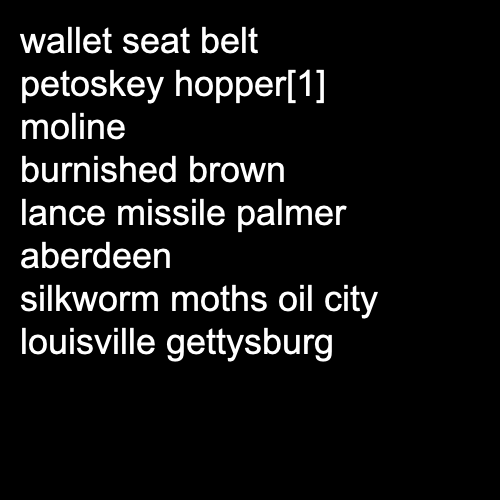 wallet seat belt
petoskey hopper[1]
moline
burnished brown
lance missile palmer
aberdeen
silkworm moths oil city
louisville gettysburg